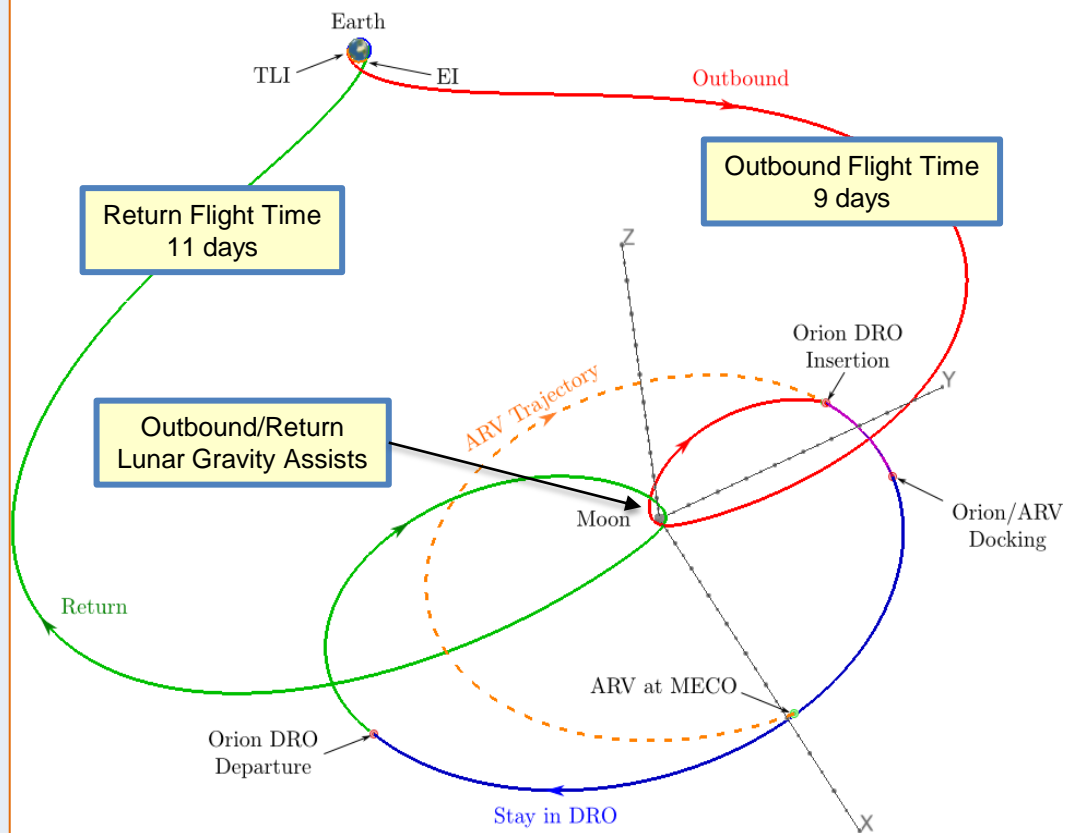 Earth
TLI
EI
Outbound
Outbound Flight Time
9 days
Return Flight Time
11 days
Z
Orion DRO
Insertion
Y
ARV Trajectory
Outbound/Return
Lunar Gravity Assists
Moon
Orion/ARV
Docking
Return
ARV at MECO
Orion DRO
Departure
Stay in DRO
X